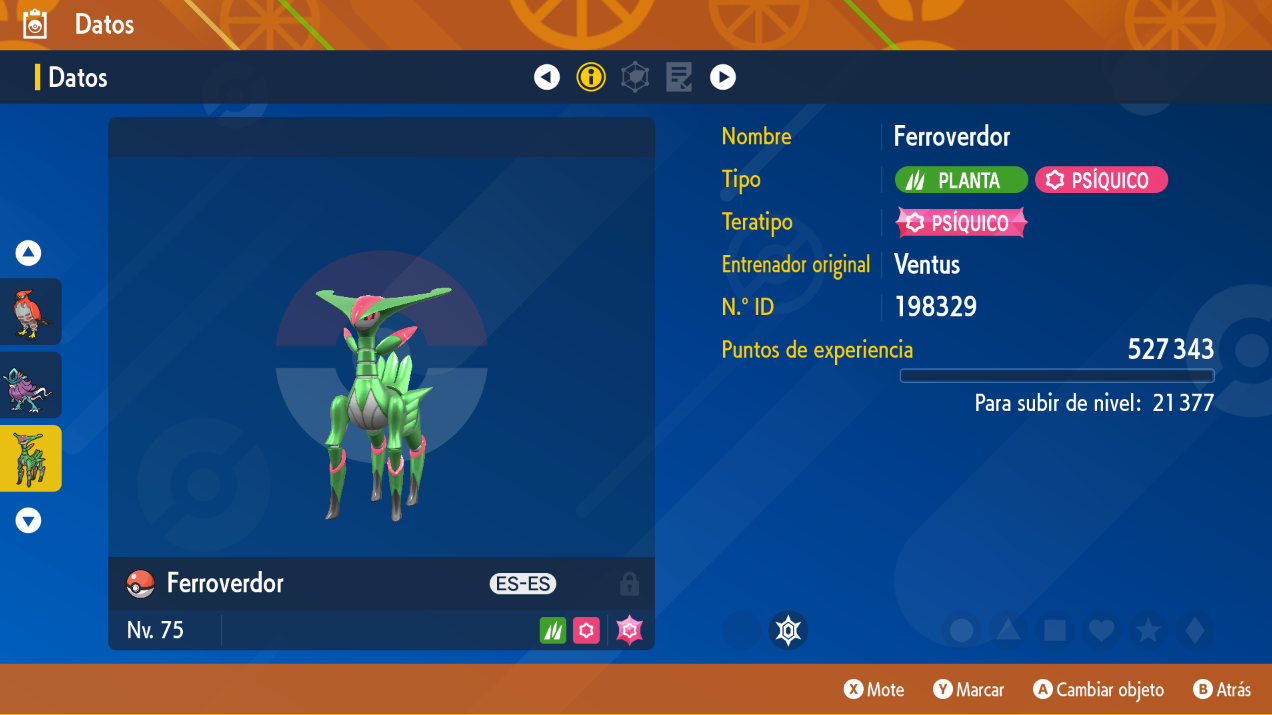 Datos
Datos
Nombre Ferroverdor
Tipo PLANTA PSÍQUICO
Teratipo PSÍQUICO
Entrenador original Ventus
N.º ID 198329
Puntos de experiencia 527 343
Para subir de nivel: 21 377
Ferroverdor ES-ES
Nv. 75
X Mote Y Marcar A Cambiar objeto B Atrás